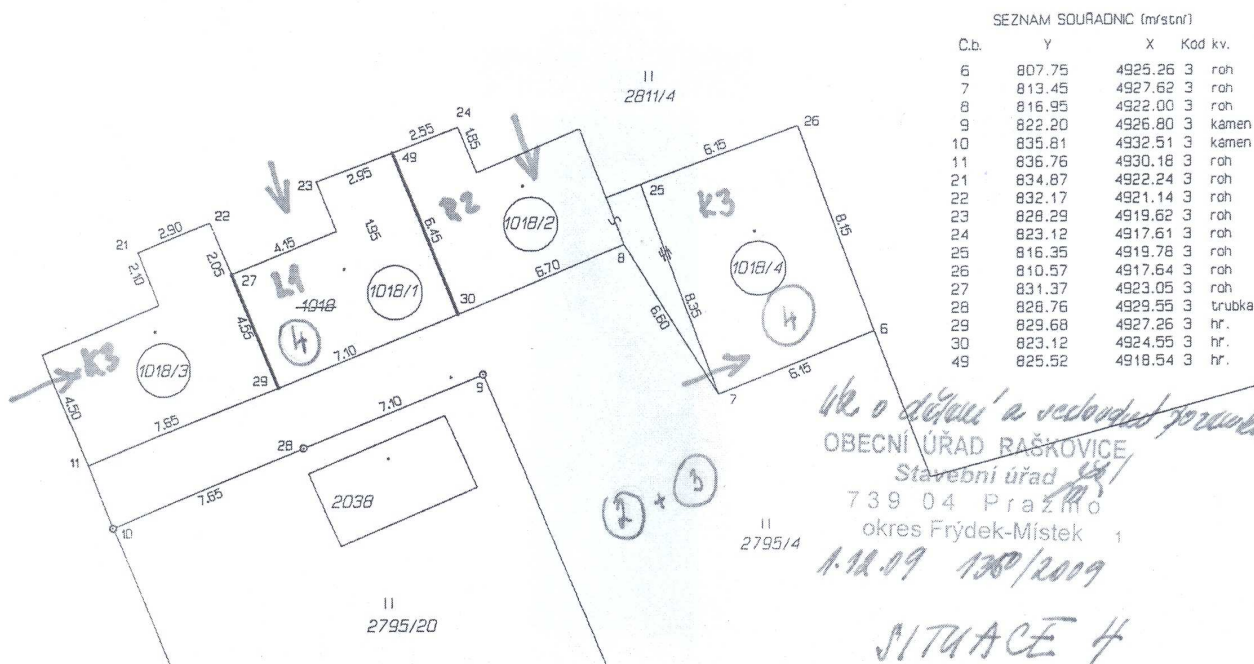 SEZNAM SOUŘADNIC (místní)
Č.b. Y X Kód kv.
6 807.75 4925.26 3 roh
7 813.45 4927.62 3 roh
8 816.95 4922.00 3 roh
9 822.20 4926.80 3 kámen
10 835.81 4932.51 3 kámen
11 836.76 4930.18 3 roh
21 834.87 4922.24 3 roh
22 832.17 4921.14 3 roh
23 828.29 4919.62 3 roh
24 823.12 4917.61 3 roh
25 816.35 4919.78 3 roh
26 810.57 4917.64 3 roh
27 831.37 4923.05 3 roh
28 828.76 4929.55 3 trubka
29 829.68 4927.26 3 hř.
30 823.12 4924.55 3 hř.
49 825.52 4918.54 3 hř.
2811/4
24
2.55
1.85
26
49
6.15
23
2.95
25
K3
22
R2
1018/2
21
2.90
2.10
2.05
4.15
1.95
6.45
8.15
27
8
1018/4
R1
1018
1018/1
6.70
4
4.55
30
8.35
6.60
4
6
K3
1018/3
7.10
6.15
4.50
29
9
7
7.65
7.10
11
28
7.65
2038
10
2 + 3
2795/4
2795/20
OBECNÍ ÚŘAD RAŠKOVICE
Stavební úřad
739 04 Pražmo
okres Frýdek-Místek 1
1.12.09 1360/2009
SITUACE 4